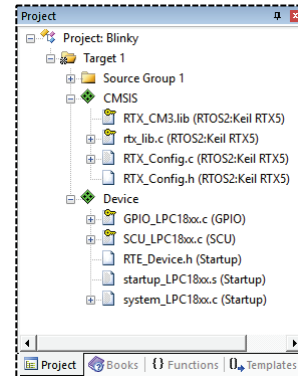 Project
Project: Blinky
Target 1
Source Group 1
CMSIS
RTX_CM3.lib (RTOS2:Keil RTX5)
rtx_lib.c (RTOS2:Keil RTX5)
RTX_Config.c (RTOS2:Keil RTX5)
RTX_Config.h (RTOS2:Keil RTX5)
Device
GPIO_LPC18xx.c (GPIO)
SCU_LPC18xx.c (SCU)
RTE_Device.h (Startup)
startup_LPC18xx.s (Startup)
system_LPC18xx.c (Startup)
Project Books {} Functions 0 Templates